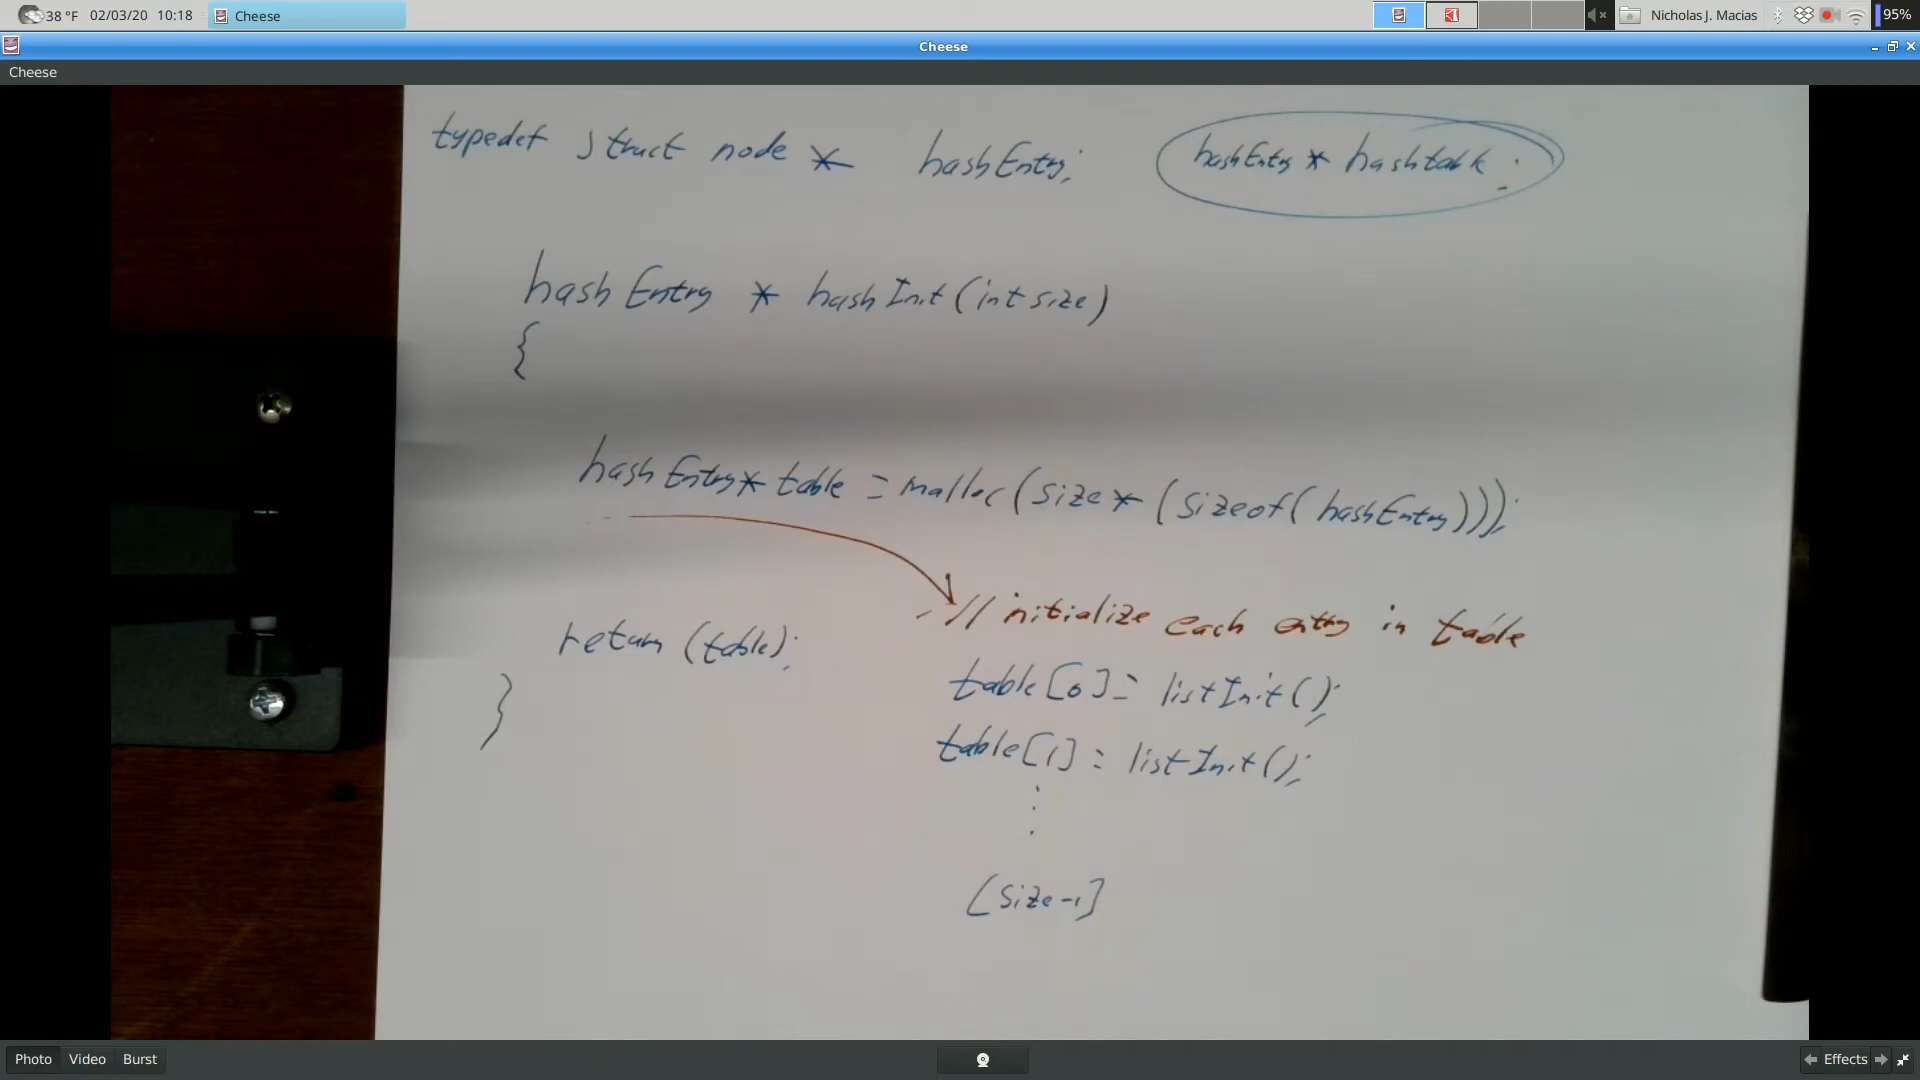 38 °F 02/03/20 10:18 Cheese Nicholas J. Macias 95%
Cheese
Cheese
typedef struct node * hashEntry; hashEntry * hashtable;
hashEntry * hashInit(int size)
{
hashEntry* table = malloc(size* (sizeof(hashEntry)));
// initialize each entry in table
return (table);
table[0] = listInit();
}
table[1] = listInit();
[size-1]
Photo Video Burst Effects